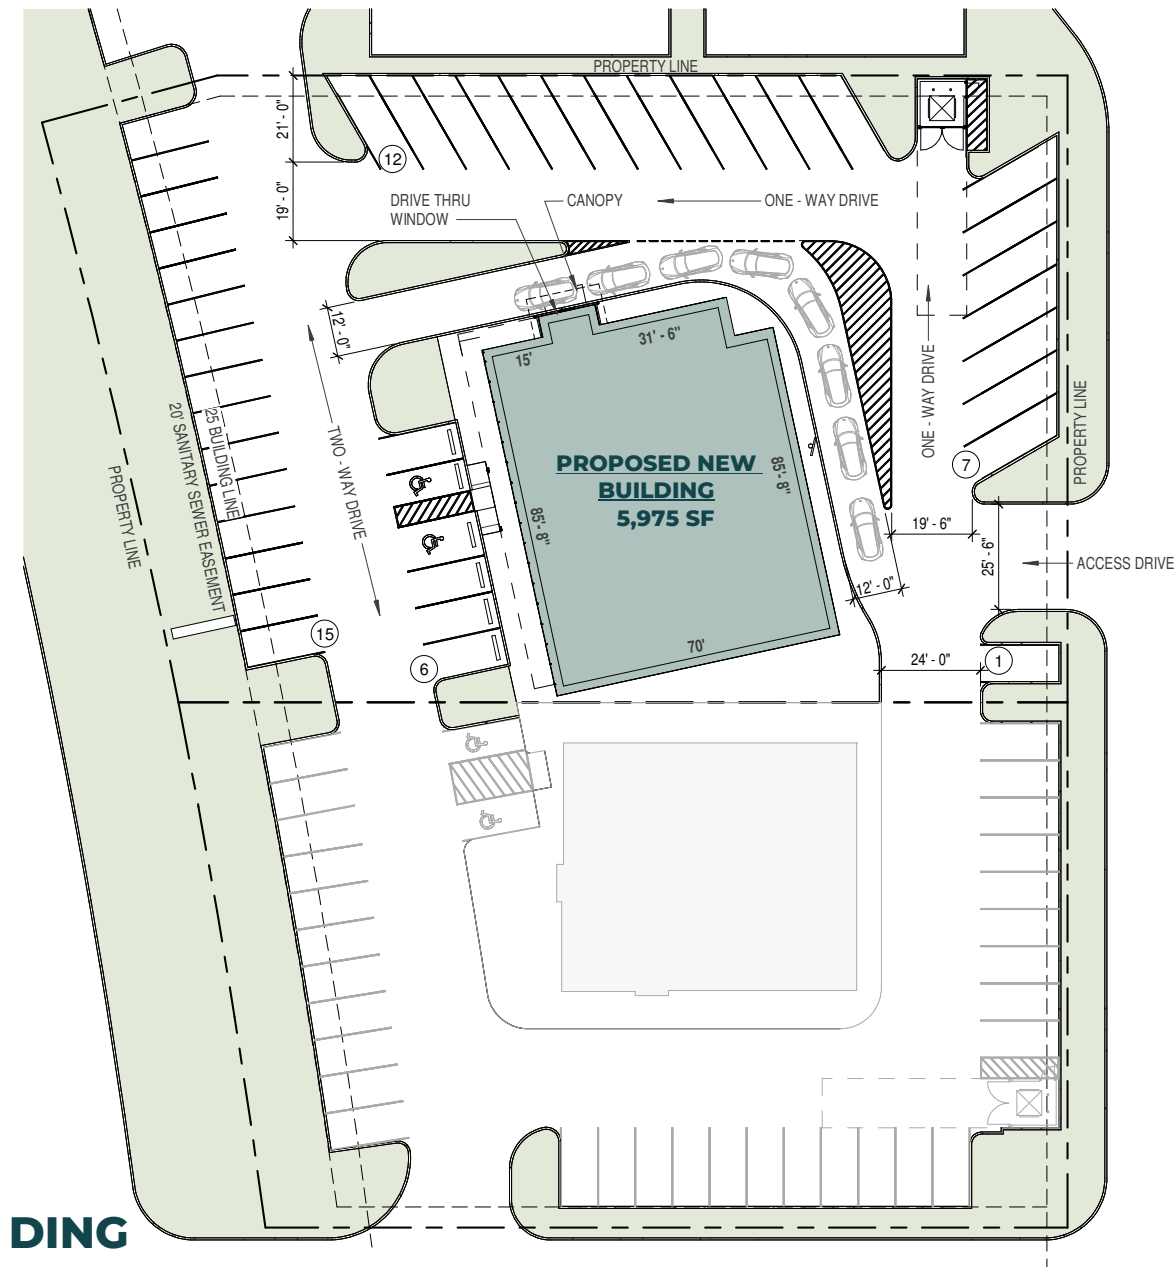 PROPERTY LINE
21' - 0"
12
DRIVE THRU
WINDOW
CANOPY
ONE - WAY DRIVE
19' - 0"
12' - 0"
15'
31' - 6"
ONE - WAY DRIVE
PROPERTY LINE
7
TWO - WAY DRIVE
25 BUILDING LINE
20' SANITARY SEWER EASEMENT
PROPERTY LINE
PROPOSED NEW
BUILDING
5,975 SF
85'- 8"
85'- 8"
19' - 6"
25' - 6"
ACCESS DRIVE
12' - 0"
15
6
70'
24' - 0"
1
DING